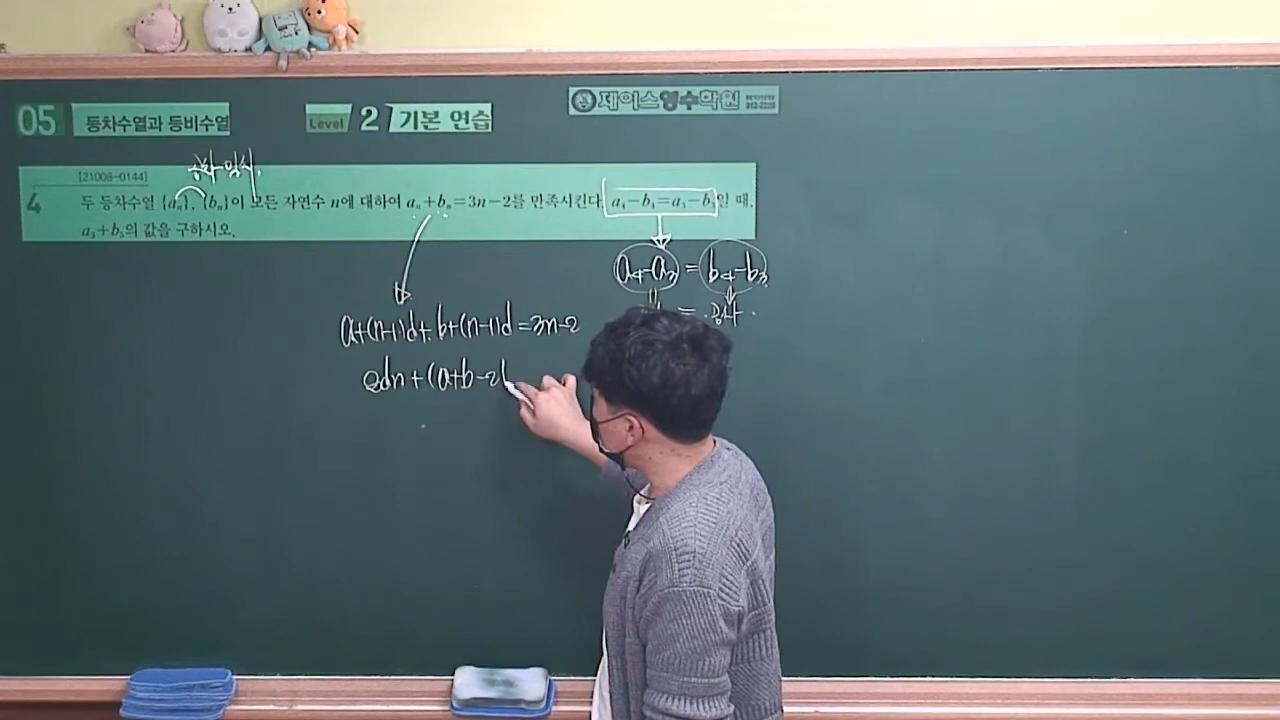 05 등차수열과 등비수열 Level 2 기본 연습
제이스영수학원
[21008-0144]
공차 일치.
4 두 등차수열 {aₙ}, {bₙ}이 모든 자연수 n에 대하여 aₙ+bₙ=3n-2를 만족시킨다. a₄-b₄=a₃-b₃일 때,
a₃+b₅의 값을 구하시오.
a₄-a₃ = b₄-b₃
= 공차
a+(n-1)d+b+(n-1)d=3n-2
2dn+(a+b-2